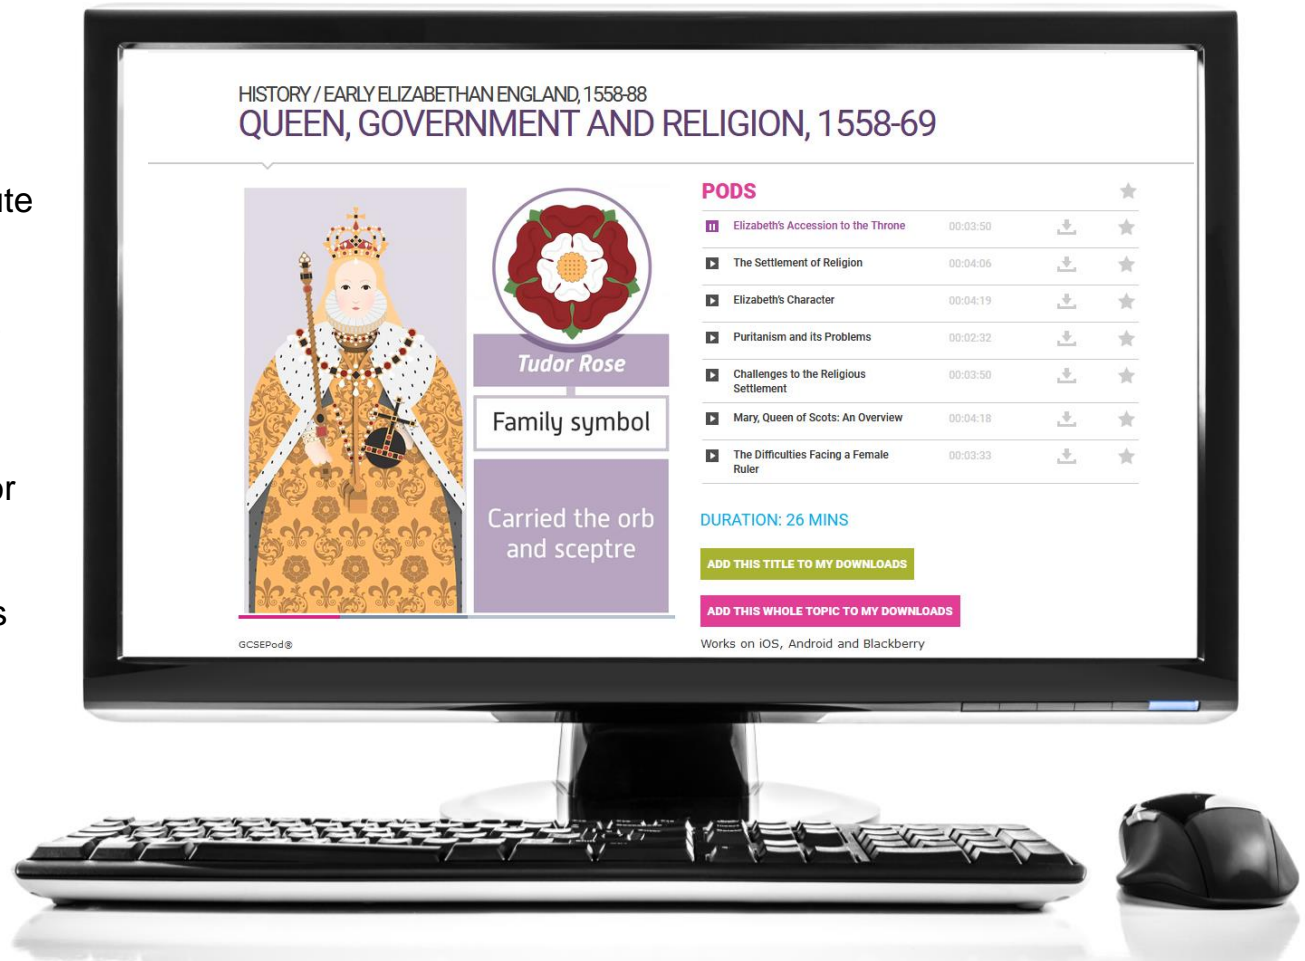 ute
or
s
HISTORY / EARLY ELIZABETHAN ENGLAND, 1558-88
QUEEN, GOVERNMENT AND RELIGION, 1558-69
Tudor Rose
Family symbol
Carried the orb
and sceptre
GCSEPod®
PODS
Elizabeth's Accession to the Throne 00:03:50
The Settlement of Religion 00:04:06
Elizabeth's Character 00:04:19
Puritanism and its Problems 00:02:32
Challenges to the Religious 00:03:50
Settlement
Mary, Queen of Scots: An Overview 00:04:18
The Difficulties Facing a Female 00:03:33
Ruler
DURATION: 26 MINS
ADD THIS TITLE TO MY DOWNLOADS
ADD THIS WHOLE TOPIC TO MY DOWNLOADS
Works on iOS, Android and Blackberry